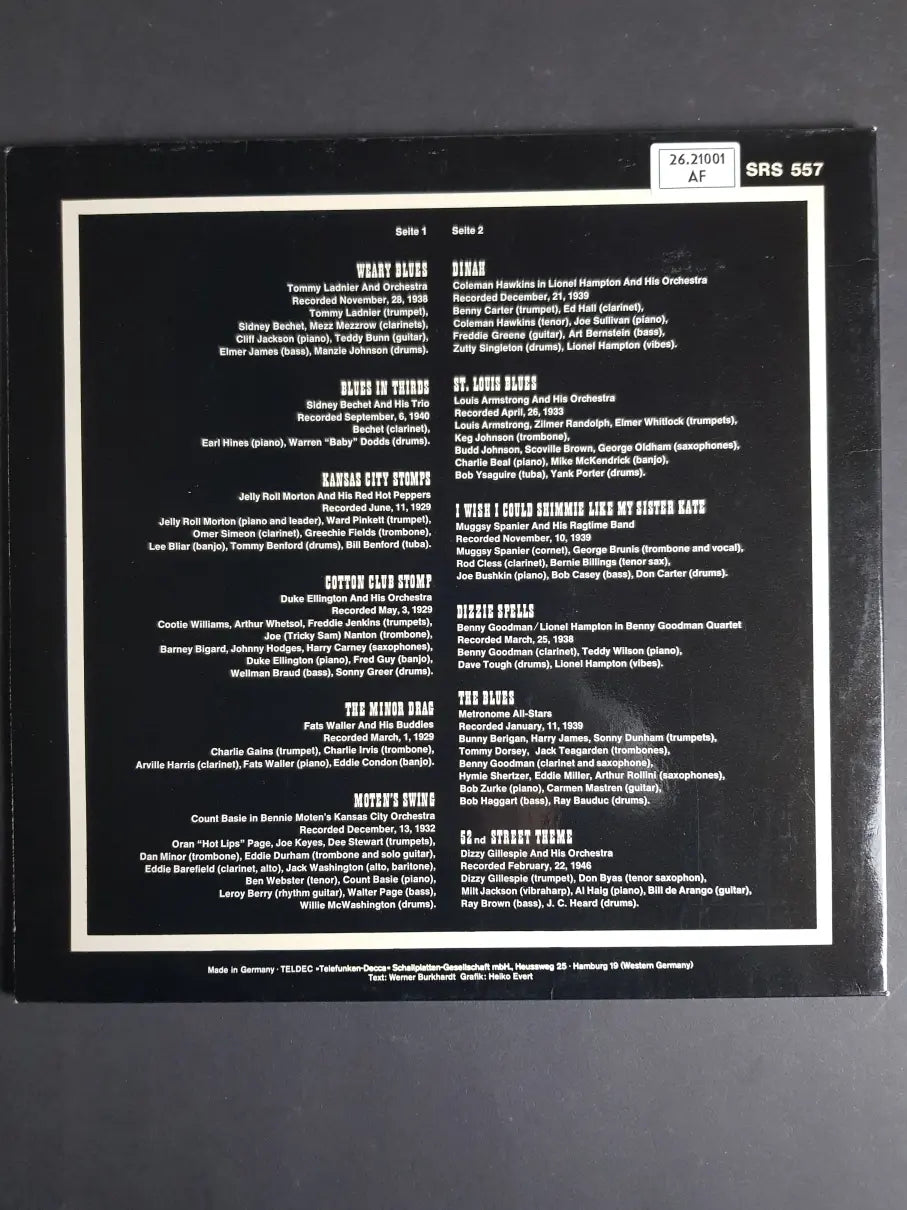 26.21001
AF
SRS 557
Seite 1
WEARY BLUES
Tommy Ladnier And Orchestra
Recorded November, 28, 1938
Tommy Ladnier (trumpet),
Sidney Bechet, Mezz Mezzrow (clarinets),
Cliff Jackson (piano), Teddy Bunn (guitar),
Elmer James (bass), Manzie Johnson (drums).
BLUES IN THIRDS
Sidney Bechet And His Trio
Recorded September, 6, 1940
Bechet (clarinet),
Earl Hines (piano), Warren "Baby" Dodds (drums).
KANSAS CITY STOMPS
Jelly Roll Morton And His Red Hot Peppers
Recorded June, 11, 1929
Jelly Roll Morton (piano and leader), Ward Pinkett (trumpet),
Omer Simeon (clarinet), Greechie Fields (trombone),
Lee Bliar (banjo), Tommy Benford (drums), Bill Benford (tuba).
COTTON CLUB STOMP
Duke Ellington And His Orchestra
Recorded May, 3, 1929
Cootie Williams, Arthur Whetsol, Freddie Jenkins (trumpets),
Joe (Tricky Sam) Nanton (trombone),
Barney Bigard, Johnny Hodges, Harry Carney (saxophones),
Duke Ellington (piano), Fred Guy (banjo),
Wellman Braud (bass), Sonny Greer (drums).
THE MINOR DRAG
Fats Waller And His Buddies
Recorded March, 1, 1929
Charlie Gains (trumpet), Charlie Irvis (trombone),
Arville Harris (clarinet), Fats Waller (piano), Eddie Condon (banjo).
MOTEN'S SWING
Count Basie in Bennie Moten's Kansas City Orchestra
Recorded December, 13, 1932
Oran "Hot Lips" Page, Joe Keyes, Dee Stewart (trumpets),
Dan Minor (trombone), Eddie Durham (trombone and solo guitar),
Eddie Barefield (clarinet, alto), Jack Washington (alto, baritone),
Ben Webster (tenor), Count Basie (piano),
Leroy Berry (rhythm guitar), Walter Page (bass),
Willie McWashington (drums).
Seite 2
DINAH
Coleman Hawkins in Lionel Hampton And His Orchestra
Recorded December, 21, 1939
Benny Carter (trumpet), Ed Hall (clarinet),
Coleman Hawkins (tenor), Joe Sullivan (piano),
Freddie Greene (guitar), Art Bernstein (bass),
Zutty Singleton (drums), Lionel Hampton (vibes).
ST. LOUIS BLUES
Louis Armstrong And His Orchestra
Recorded April, 26, 1933
Louis Armstrong, Zilmer Randolph, Elmer Whitlock (trumpets),
Keg Johnson (trombone),
Budd Johnson, Scoville Brown, George Oldham (saxophones),
Charlie Beal (piano), Mike McKendrick (banjo),
Bob Ysaguire (tuba), Yank Porter (drums).
I WISH I COULD SHIMMIE LIKE MY SISTER KATE
Muggsy Spanier And His Ragtime Band
Recorded November, 10, 1939
Muggsy Spanier (cornet), George Brunis (trombone and vocal),
Rod Cless (clarinet), Bernie Billings (tenor sax),
Joe Bushkin (piano), Bob Casey (bass), Don Carter (drums).
DIZZIE SPELLS
Benny Goodman/Lionel Hampton in Benny Goodman Quartet
Recorded March, 25, 1938
Benny Goodman (clarinet), Teddy Wilson (piano),
Dave Tough (drums), Lionel Hampton (vibes).
THE BLUES
Metronome All-Stars
Recorded January, 11, 1939
Bunny Berigan, Harry James, Sonny Dunham (trumpets),
Tommy Dorsey, Jack Teagarden (trombones),
Benny Goodman (clarinet and saxophone),
Hymie Shertzer, Eddie Miller, Arthur Rollini (saxophones),
Bob Zurke (piano), Carmen Mastren (guitar),
Bob Haggart (bass), Ray Bauduc (drums).
52nd STREET THEME
Dizzy Gillespie And His Orchestra
Recorded February, 22, 1946
Dizzy Gillespie (trumpet), Don Byas (tenor saxophon),
Milt Jackson (vibraharp), Al Haig (piano), Bill de Arango (guitar),
Ray Brown (bass), J. C. Heard (drums).
Made in Germany · TELDEC »Telefunken-Decca« Schallplatten-Gesellschaft mbH., Heussweg 25 · Hamburg 19 (Western Germany)
Text: Werner Burkhardt Grafik: Heiko Evert